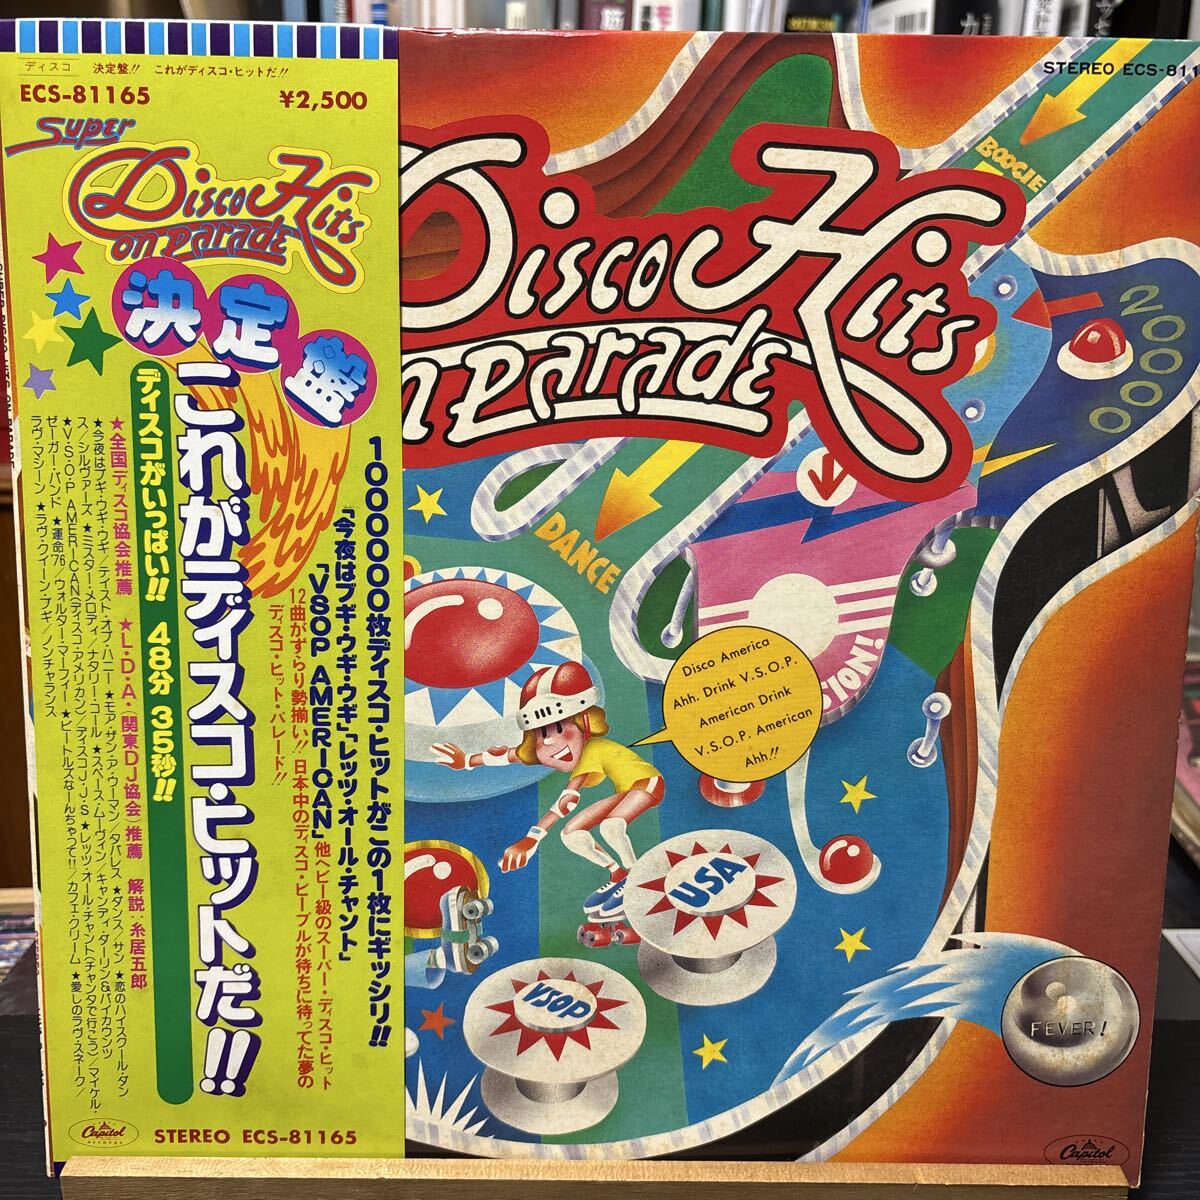 ディスコ 決定盤!! これがディスコ・ヒットだ!!
ECS-81165 ¥2,500
Super
Disco Hits
on parade
決定盤
これがディスコ・ヒットだ!!
ディスコがいっぱい!! 48分35秒!!
1000000枚ディスコ・ヒットがこの1枚にギッシリ!!
「今夜はブギ・ウギ・ウギ」「レッツ・オール・チャント」
「VSOP AMERICAN」他ヘビー級のスーパー・ディスコ・ヒット
12曲がずらり勢揃い!! 日本中のディスコ・ピープルが待ちに待ってた夢の
ディスコ・ヒット・パレード!!
★全国ディスコ協会推薦 ★L・D・A・(関東DJ協会)推薦 解説:糸居五郎
★今夜はブギ・ウギ・ウギ/テイスト・オブ・ハニー ★モア・ザン・ア・ウーマン/タバレス ★ダンス/サン ★恋のハイスクール・ダン
ス/シルヴァーズ ★ミスター・メロディ/ナタリー・コール ★スペース・ムーヴィン/キャンディ・ダーリン&バイカウンツ
★V・S・O・P AMERICAN(ディスコ・アメリカン)/ディスコJ.J.S ★レッツ・オール・チャント(チャンタで行こう)/マイケル・
ゼーガー・バンド ★運命'76/ウォルター・マーフィー ★ビートルズなーんちゃって!!/カフェ・クリーム ★愛しのラヴ・スネーク/
ラヴ・マシーン ★ラヴ・クイーン・ブギ/ノンチャランス
Capitol
RECORDS
STEREO ECS-81165
STEREO ECS-811
Disco Hits
on parade
BOOGIE
20000
DANCE
Disco America
Ahh. Drink V.S.O.P.
American Drink
V.S.O.P. American
Ahh!!
USA
VSOP
FEVER!
Capitol